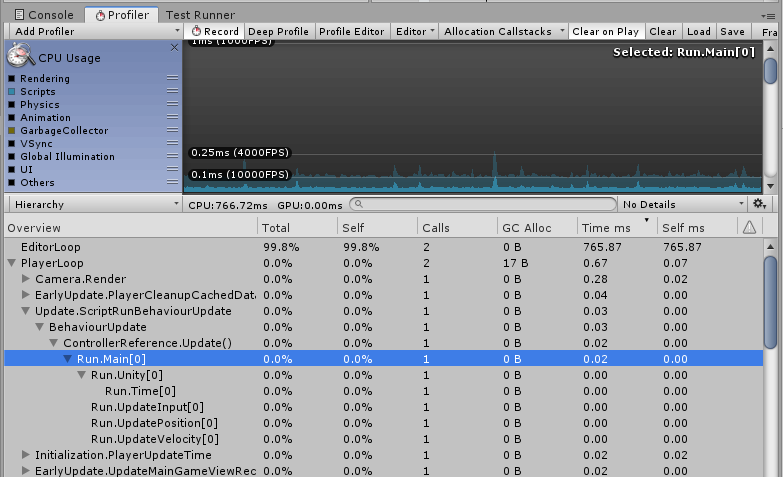 Console Profiler Test Runner
Add Profiler Record Deep Profile Profile Editor Editor Allocation Callstacks Clear on Play Clear Load Save Fra
CPU Usage
Rendering
Scripts
Physics
Animation
GarbageCollector
VSync
Global Illumination
UI
Others
1ms (1000FPS)
Selected: Run.Main[0]
0.25ms (4000FPS)
0.1ms (10000FPS)
Hierarchy CPU:766.72ms GPU:0.00ms No Details
Overview Total Self Calls GC Alloc Time ms Self ms
EditorLoop 99.8% 99.8% 2 0 B 765.87 765.87
PlayerLoop 0.0% 0.0% 2 17 B 0.67 0.07
Camera.Render 0.0% 0.0% 1 0 B 0.28 0.02
EarlyUpdate.PlayerCleanupCachedData 0.0% 0.0% 1 0 B 0.04 0.00
Update.ScriptRunBehaviourUpdate 0.0% 0.0% 1 0 B 0.03 0.00
BehaviourUpdate 0.0% 0.0% 1 0 B 0.03 0.00
ControllerReference.Update() 0.0% 0.0% 1 0 B 0.02 0.00
Run.Main[0] 0.0% 0.0% 1 0 B 0.02 0.00
Run.Unity[0] 0.0% 0.0% 1 0 B 0.00 0.00
Run.Time[0] 0.0% 0.0% 1 0 B 0.00 0.00
Run.UpdateInput[0] 0.0% 0.0% 1 0 B 0.00 0.00
Run.UpdatePosition[0] 0.0% 0.0% 1 0 B 0.00 0.00
Run.UpdateVelocity[0] 0.0% 0.0% 1 0 B 0.00 0.00
Initialization.PlayerUpdateTime 0.0% 0.0% 1 0 B 0.02 0.02
EarlyUpdate.UpdateMainGameViewRec 0.0% 0.0% 1 0 B 0.02 0.00